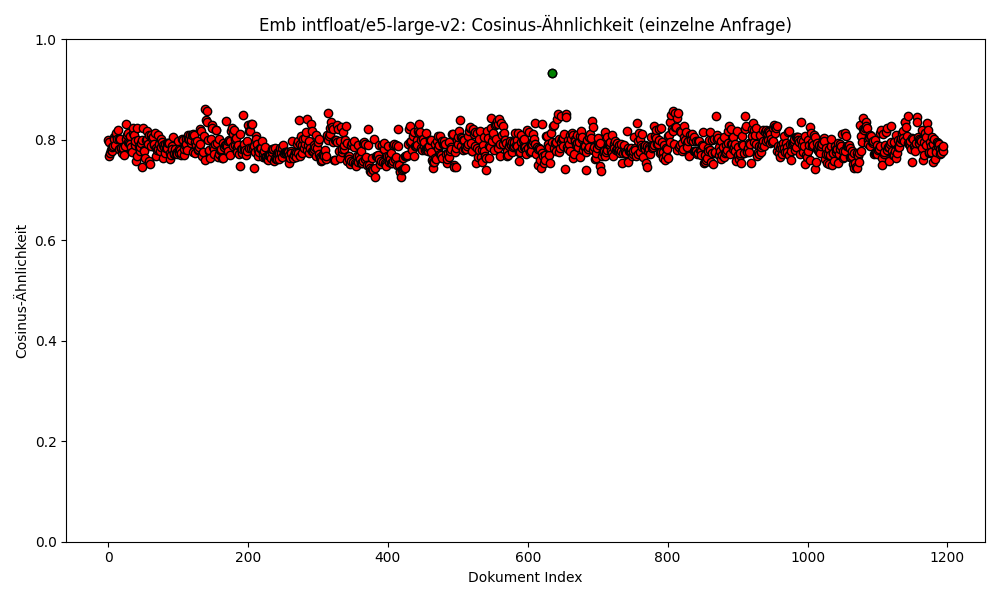 Emb intfloat/e5-large-v2: Cosinus-Ähnlichkeit (einzelne Anfrage)
1.0
0.8
0.6
0.4
0.2
0.0
Cosinus-Ähnlichkeit
0 200 400 600 800 1000 1200
Dokument Index